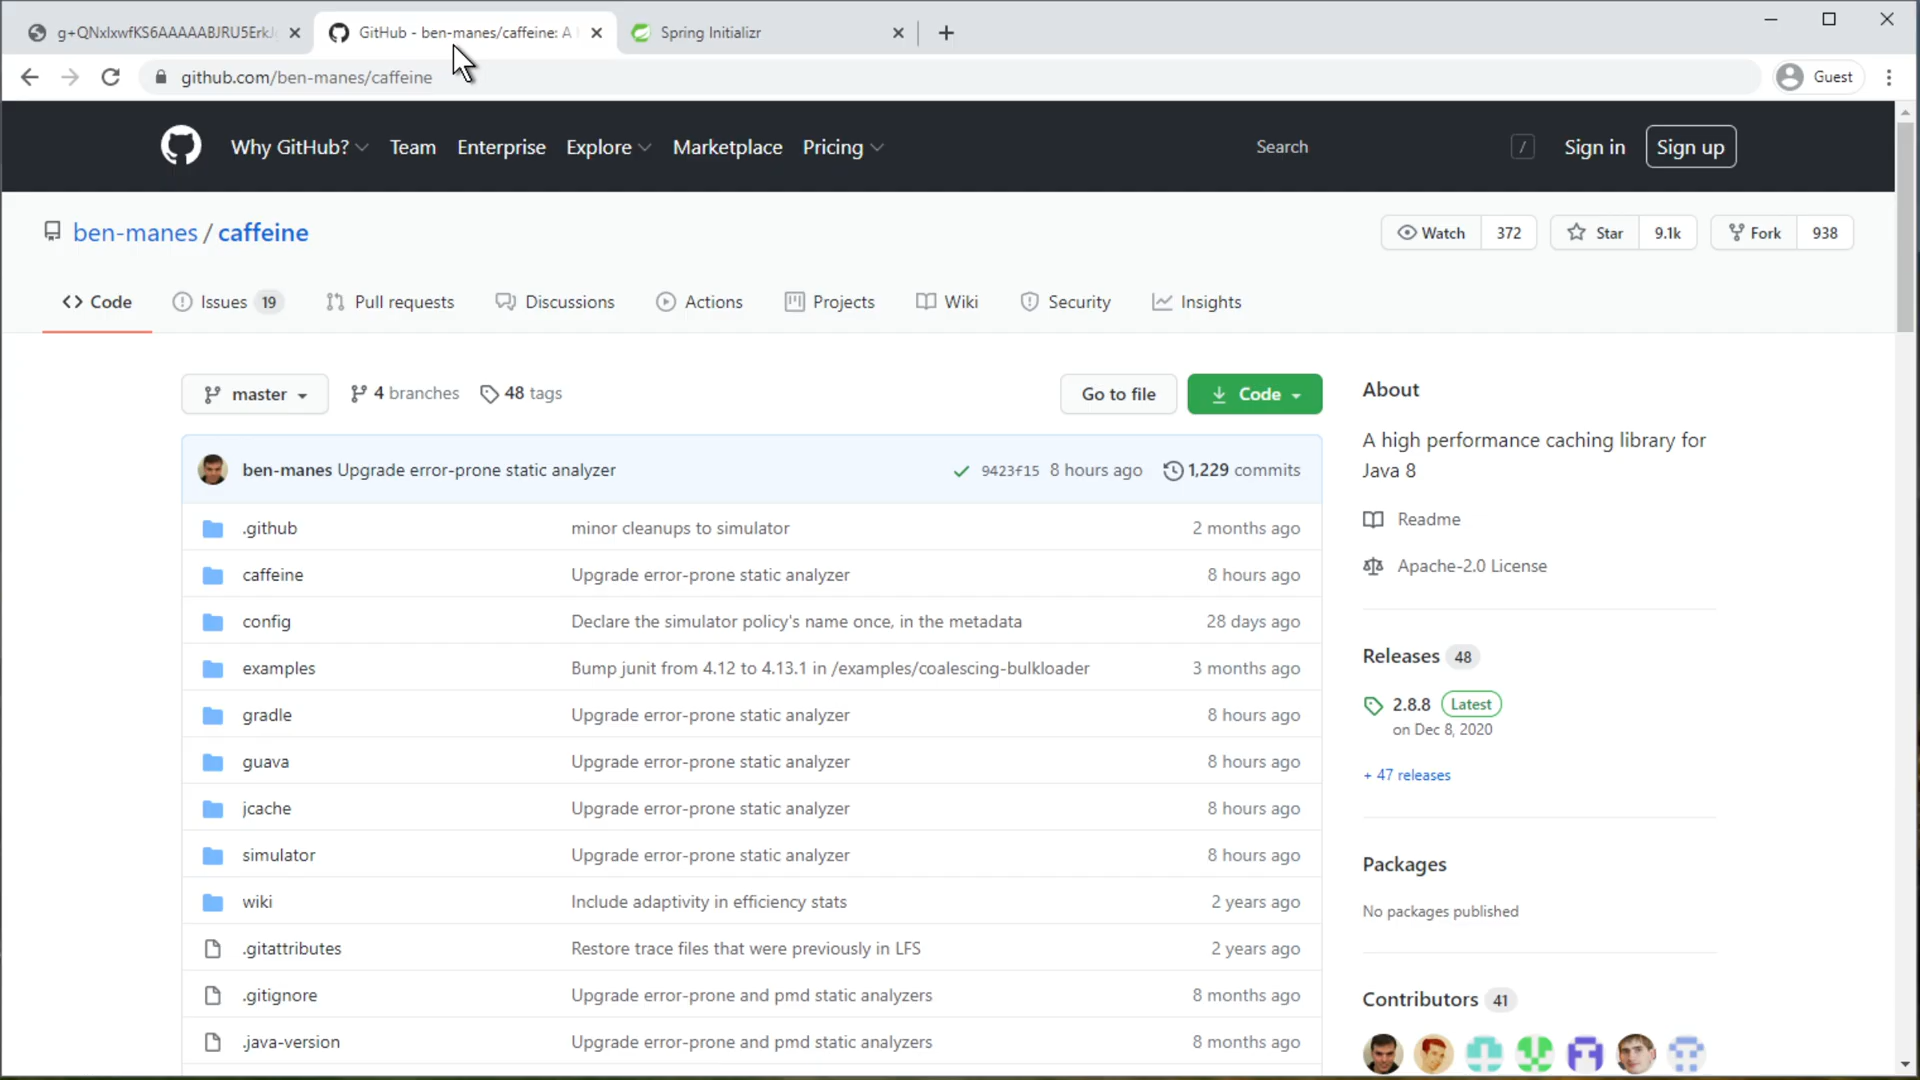 g+QNxlxwfKS6AAAAABJRU5ErkJ
GitHub - ben-manes/caffeine: A
Spring Initializr
github.com/ben-manes/caffeine
Guest
Why GitHub? Team Enterprise Explore Marketplace Pricing
Search /
Sign in Sign up
ben-manes / caffeine
Watch 372 Star 9.1k Fork 938
Code Issues 19 Pull requests Discussions Actions Projects Wiki Security Insights
master 4 branches 48 tags
Go to file Code
ben-manes Upgrade error-prone static analyzer 9423f15 8 hours ago 1,229 commits
.github minor cleanups to simulator 2 months ago
caffeine Upgrade error-prone static analyzer 8 hours ago
config Declare the simulator policy's name once, in the metadata 28 days ago
examples Bump junit from 4.12 to 4.13.1 in /examples/coalescing-bulkloader 3 months ago
gradle Upgrade error-prone static analyzer 8 hours ago
guava Upgrade error-prone static analyzer 8 hours ago
jcache Upgrade error-prone static analyzer 8 hours ago
simulator Upgrade error-prone static analyzer 8 hours ago
wiki Include adaptivity in efficiency stats 2 years ago
.gitattributes Restore trace files that were previously in LFS 2 years ago
.gitignore Upgrade error-prone and pmd static analyzers 8 months ago
.java-version Upgrade error-prone and pmd static analyzers 8 months ago
About
A high performance caching library for
Java 8
Readme
Apache-2.0 License
Releases 48
2.8.8 Latest
on Dec 8, 2020
+ 47 releases
Packages
No packages published
Contributors 41